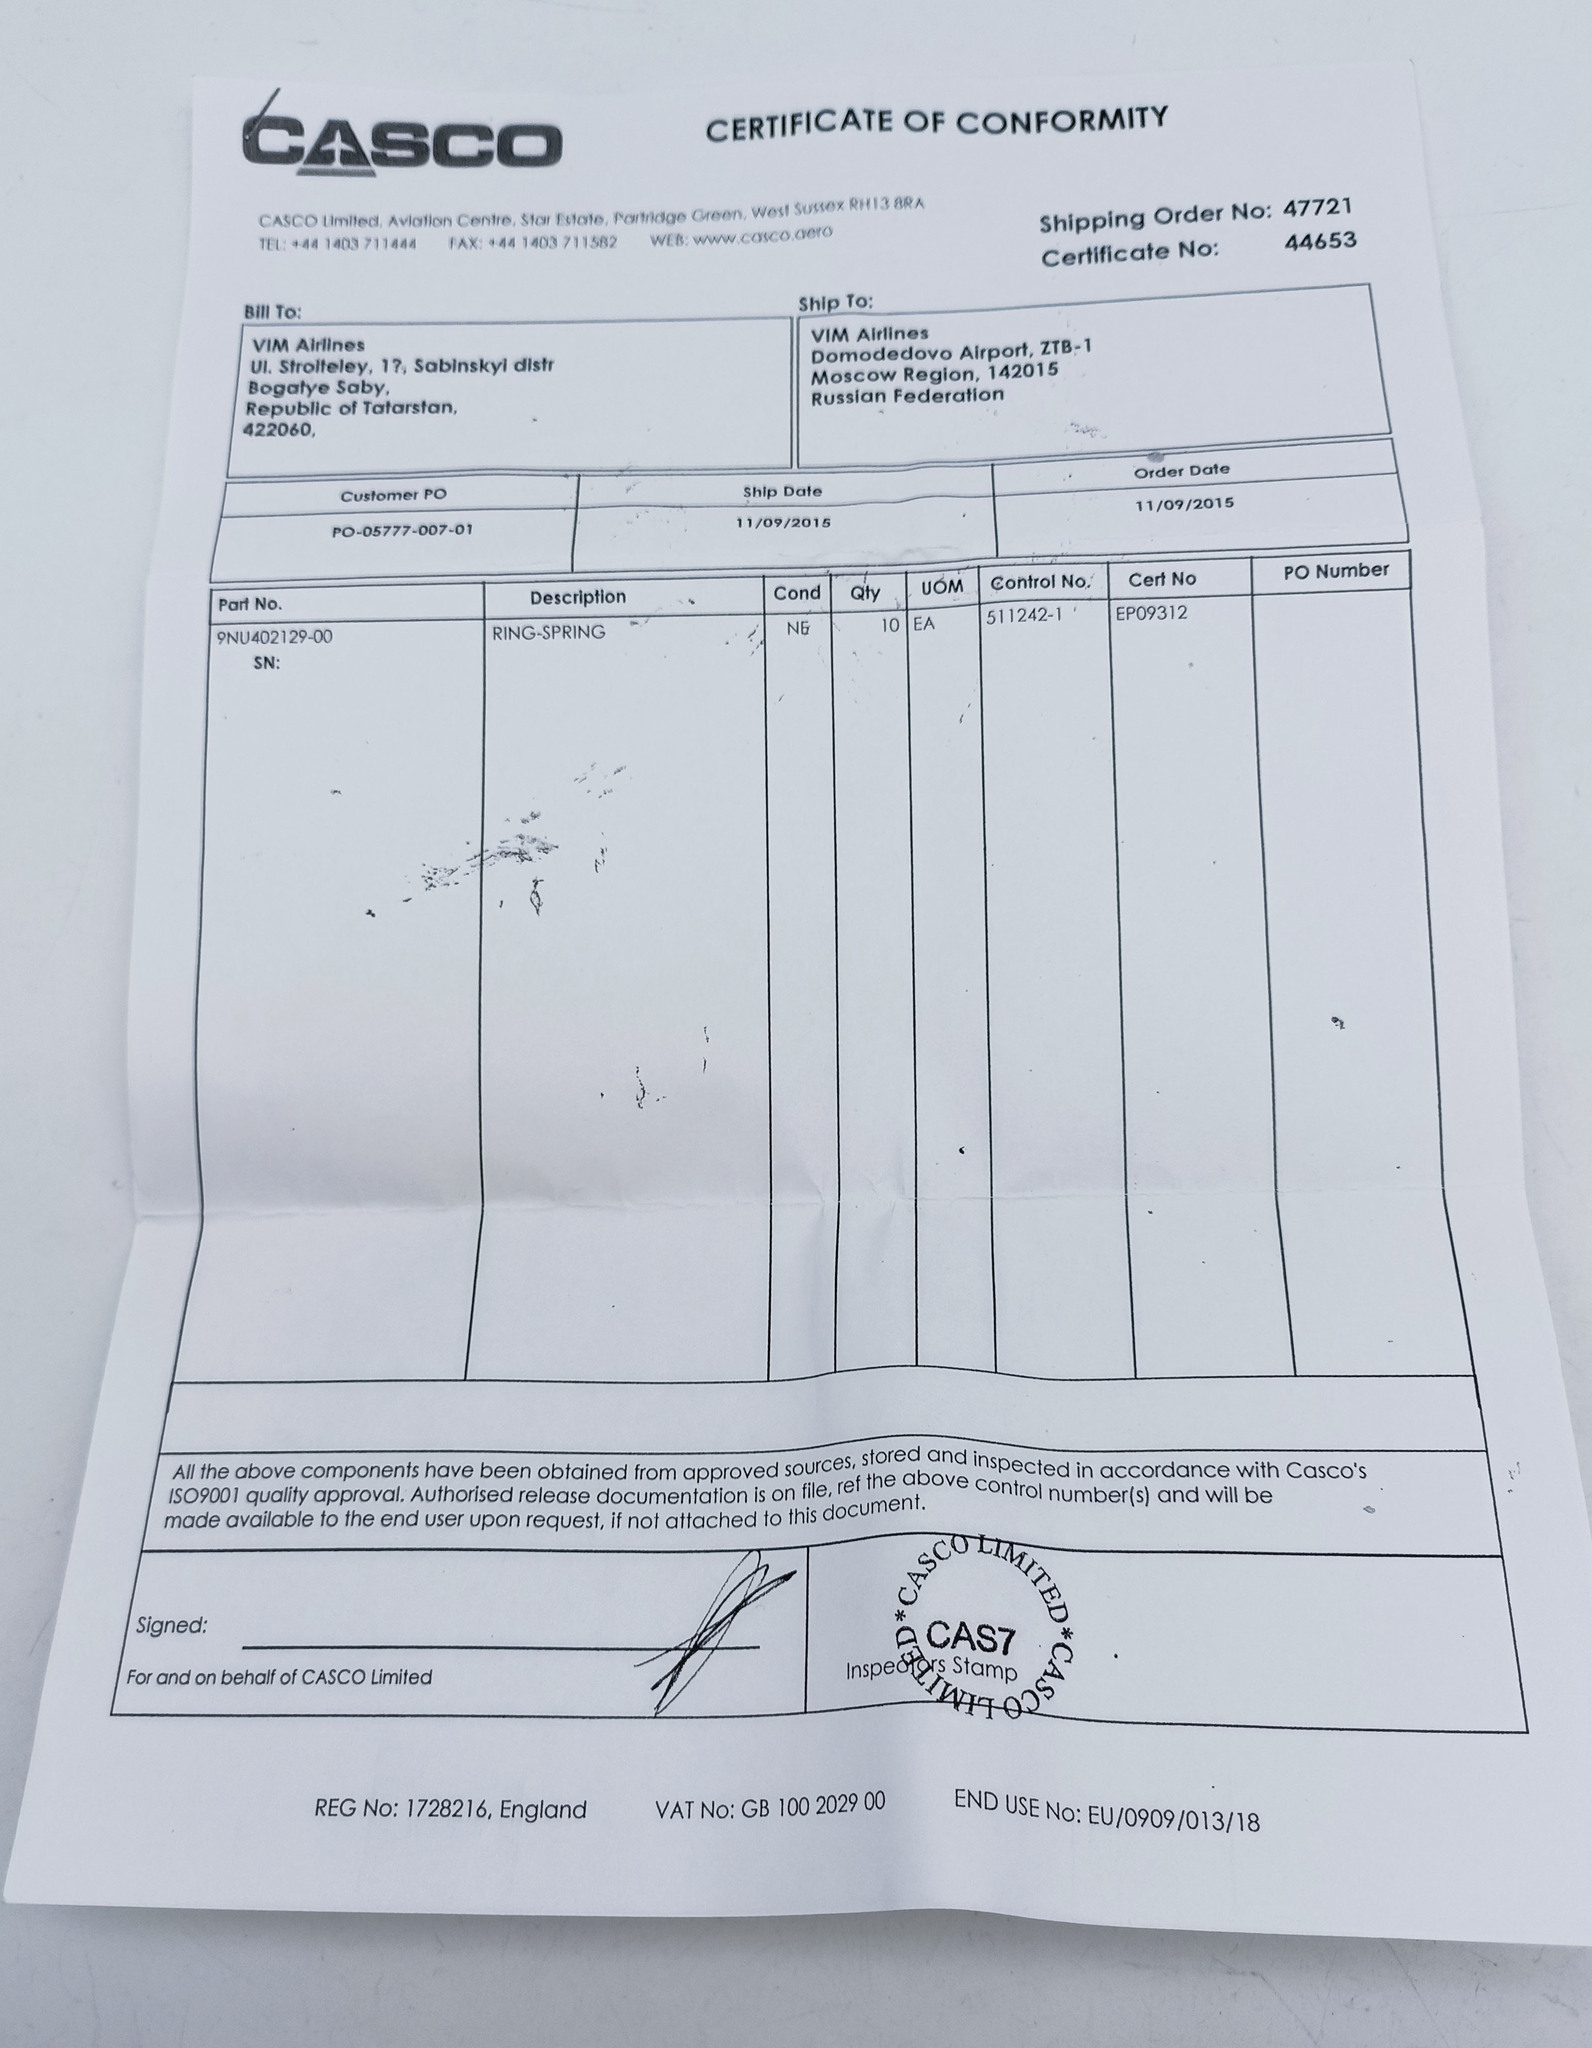 CASCO
CERTIFICATE OF CONFORMITY
CASCO Limited, Aviation Centre, Star Estate, Partridge Green, West Sussex RH13 8RA
TEL: +44 1403 711444 FAX: +44 1403 711582 WEB: www.casco.aero
Shipping Order No: 47721
Certificate No: 44653
Bill To:
VIM Airlines
Ul. Stroiteley, 1?, Sabinskyi distr
Bogatye Saby,
Republic of Tatarstan,
422060,
Ship To:
VIM Airlines
Domodedovo Airport, ZTB-1
Moscow Region, 142015
Russian Federation
Customer PO Ship Date Order Date
PO-05777-007-01 11/09/2015 11/09/2015
Part No. Description Cond Qty UOM Control No. Cert No PO Number
9NU402129-00 RING-SPRING NE 10 EA 511242-1 EP09312
SN:
All the above components have been obtained from approved sources, stored and inspected in accordance with Casco's
ISO9001 quality approval. Authorised release documentation is on file, ref the above control number(s) and will be
made available to the end user upon request, if not attached to this document.
Signed:
For and on behalf of CASCO Limited
Inspectors Stamp
*CASCO LIMITED*CASCO LIMITED
CAS7
REG No: 1728216, England VAT No: GB 100 2029 00 END USE No: EU/0909/013/18